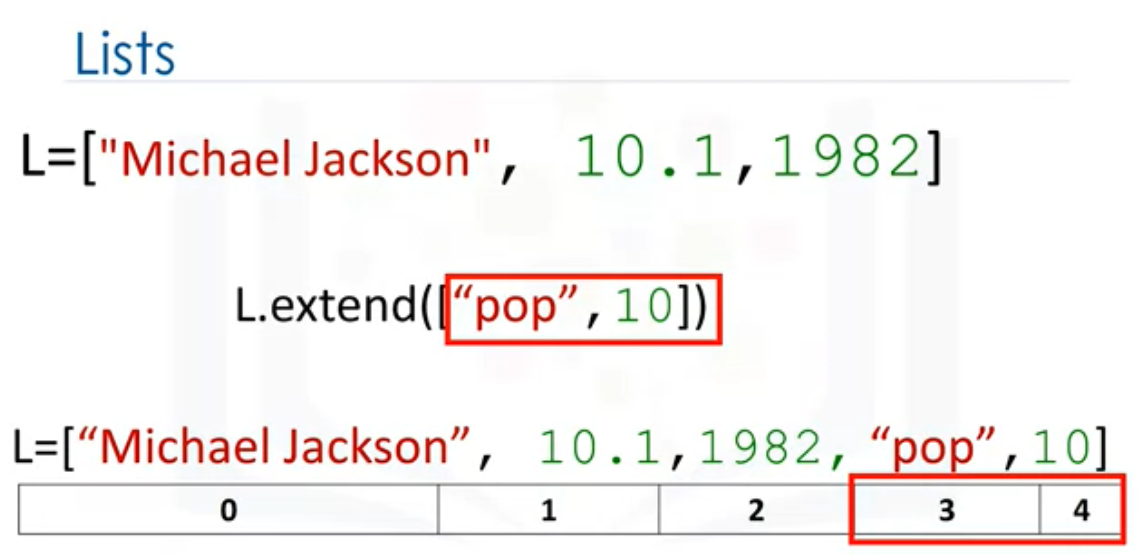 Lists
L=["Michael Jackson", 10.1,1982]
L.extend([“pop”,10])
L=[“Michael Jackson”, 10.1,1982, “pop”,10]
0 1 2 3 4